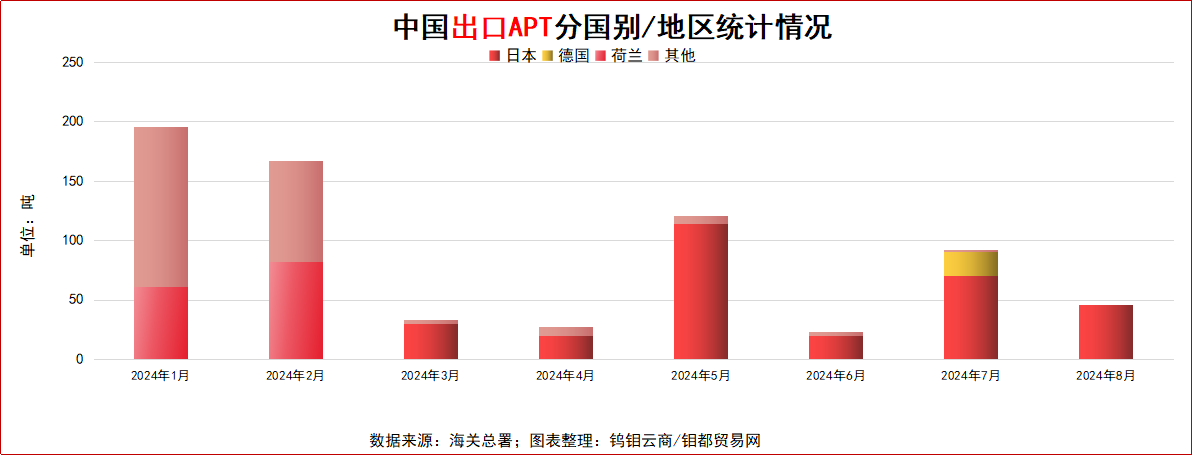 中国出口APT分国别/地区统计情况
日本 德国 荷兰 其他
250
200
150
100
50
0
单位：吨
2024年1月 2024年2月 2024年3月 2024年4月 2024年5月 2024年6月 2024年7月 2024年8月
数据来源：海关总署；图表整理：钨钼云商/钼都贸易网